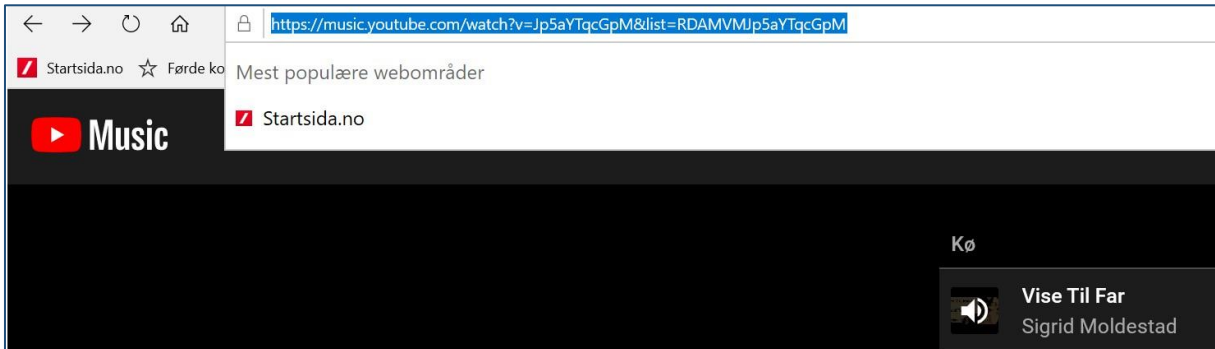 https://music.youtube.com/watch?v=Jp5aYTqcGpM&list=RDAMVMJp5aYTqcGpM
Startsida.no Førde ko
Mest populære webområder
Startsida.no
Music
Kø
Vise Til Far
Sigrid Moldestad